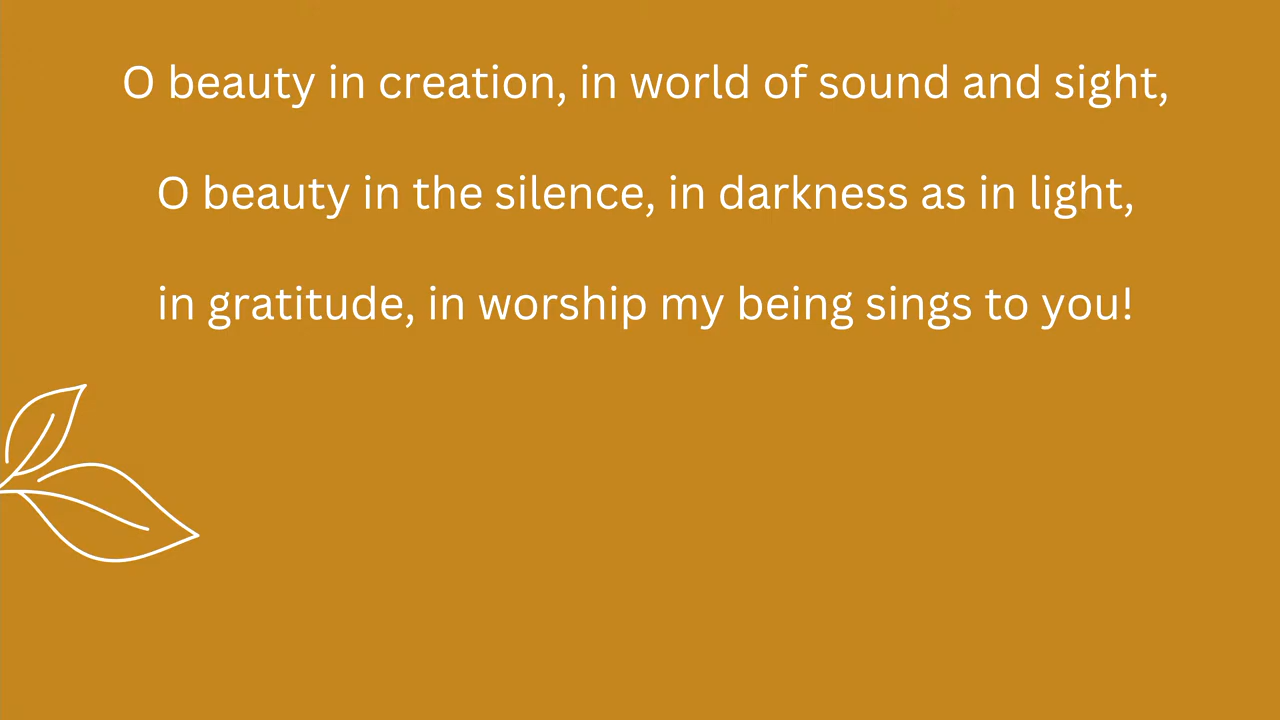 O beauty in creation, in world of sound and sight,
O beauty in the silence, in darkness as in light,
in gratitude, in worship my being sings to you!